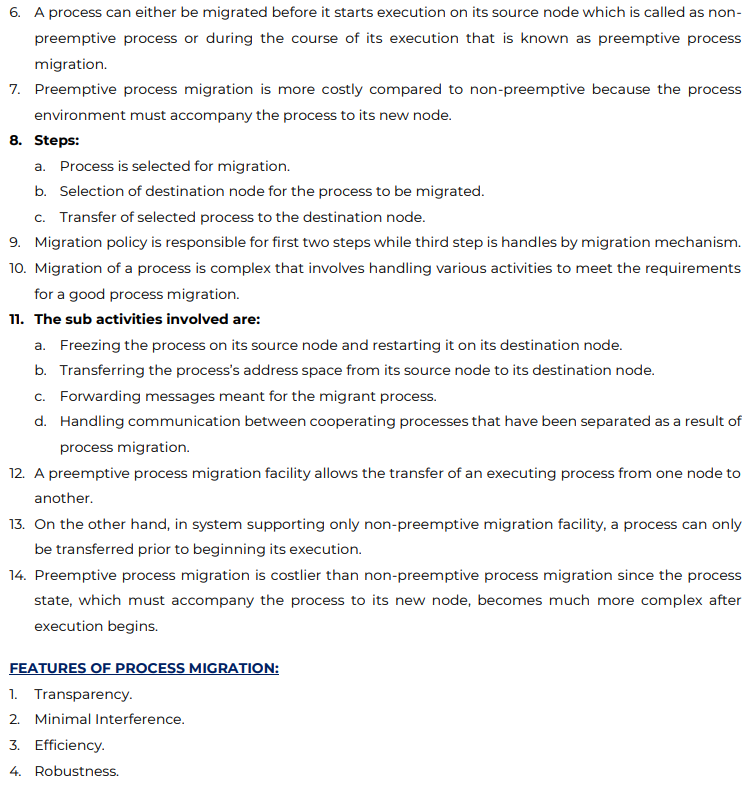 6. A process can either be migrated before it starts execution on its source node which is called as non-
preemptive process or during the course of its execution that is known as preemptive process
migration.
7. Preemptive process migration is more costly compared to non-preemptive because the process
environment must accompany the process to its new node.
8. Steps:
a. Process is selected for migration.
b. Selection of destination node for the process to be migrated.
c. Transfer of selected process to the destination node.
9. Migration policy is responsible for first two steps while third step is handles by migration mechanism.
10. Migration of a process is complex that involves handling various activities to meet the requirements
for a good process migration.
11. The sub activities involved are:
a. Freezing the process on its source node and restarting it on its destination node.
b. Transferring the process's address space from its source node to its destination node.
c. Forwarding messages meant for the migrant process.
d. Handling communication between cooperating processes that have been separated as a result of
process migration.
12. A preemptive process migration facility allows the transfer of an executing process from one node to
another.
13. On the other hand, in system supporting only non-preemptive migration facility, a process can only
be transferred prior to beginning its execution.
14. Preemptive process migration is costlier than non-preemptive process migration since the process
state, which must accompany the process to its new node, becomes much more complex after
execution begins.
FEATURES OF PROCESS MIGRATION:
1. Transparency.
2. Minimal Interference.
3. Efficiency.
4. Robustness.